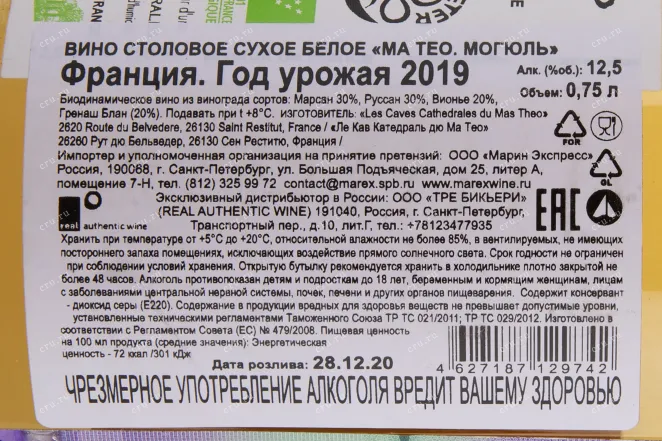 ВИНО СТОЛОВОЕ СУХОЕ БЕЛОЕ «МА ТЕО. МОГЮЛЬ»
Франция. Год урожая 2019
Алк. (%об.): 12,5
Объем: 0,75 л
Биодинамическое вино из винограда сортов: Марсан 30%, Руссан 30%, Вионье 20%,
Гренаш Блан (20%). Подавать при t +8°C. ИЗГОТОВИТЕЛЬ: «Les Caves Cathedrales du Mas Theo»
2620 Route du Belvedere, 26130 Saint Restitut, France / «Ле Кав Катедраль дю Ма Тео»
26260 Рут дю Бельведер, 26130 Сен Рестито, Франция /
Импортер и уполномоченная организация на принятие претензий: ООО «Марин Экспресс»
Россия, 190068, г. Санкт-Петербург, ул. Большая Подъяческая, дом 25, литер А,
помещение 7-Н, тел. (812) 325 99 72 contact@marex.spb.ru www.marexwine.ru
Эксклюзивный дистрибьютор в России: ООО «ТРЕ БИКЬЕРИ»
(REAL AUTHENTIC WINE) 191040, Россия, г. Санкт-Петербург,
Транспортный пер., д.10, лит.Г, тел.: +78123477935
real authentic wine
FOR
GL
EAC
Хранить при температуре от +5°C до +20°C, относительной влажности не более 85%, в вентилируемых, не имеющих
постороннего запаха помещениях, исключающих воздействие прямого солнечного света. Срок годности не ограничен
при соблюдении условий хранения. Открытую бутылку рекомендуется хранить в холодильнике плотно закрытой не
более 48 часов. Алкоголь противопоказан детям и подросткам до 18 лет, беременным и кормящим женщинам, лицам
с заболеваниями центральной нервной системы, почек, печени и других органов пищеварения. Содержит консервант
- диоксид серы (E220). Содержание в продукции вредных для здоровья веществ не превышает допустимые уровни,
установленные техническими регламентами Таможенного Союза ТР ТС 021/2011; ТР ТС 029/2012. Изготовлено в
соответствии с Регламентом Совета (ЕС) № 479/2008. Пищевая ценность
на 100 мл продукта (средние значения): Энергетическая
ценность - 72 ккал /301 кДж
Дата розлива: 28.12.20
4 627187 129742
ЧРЕЗМЕРНОЕ УПОТРЕБЛЕНИЕ АЛКОГОЛЯ ВРЕДИТ ВАШЕМУ ЗДОРОВЬЮ